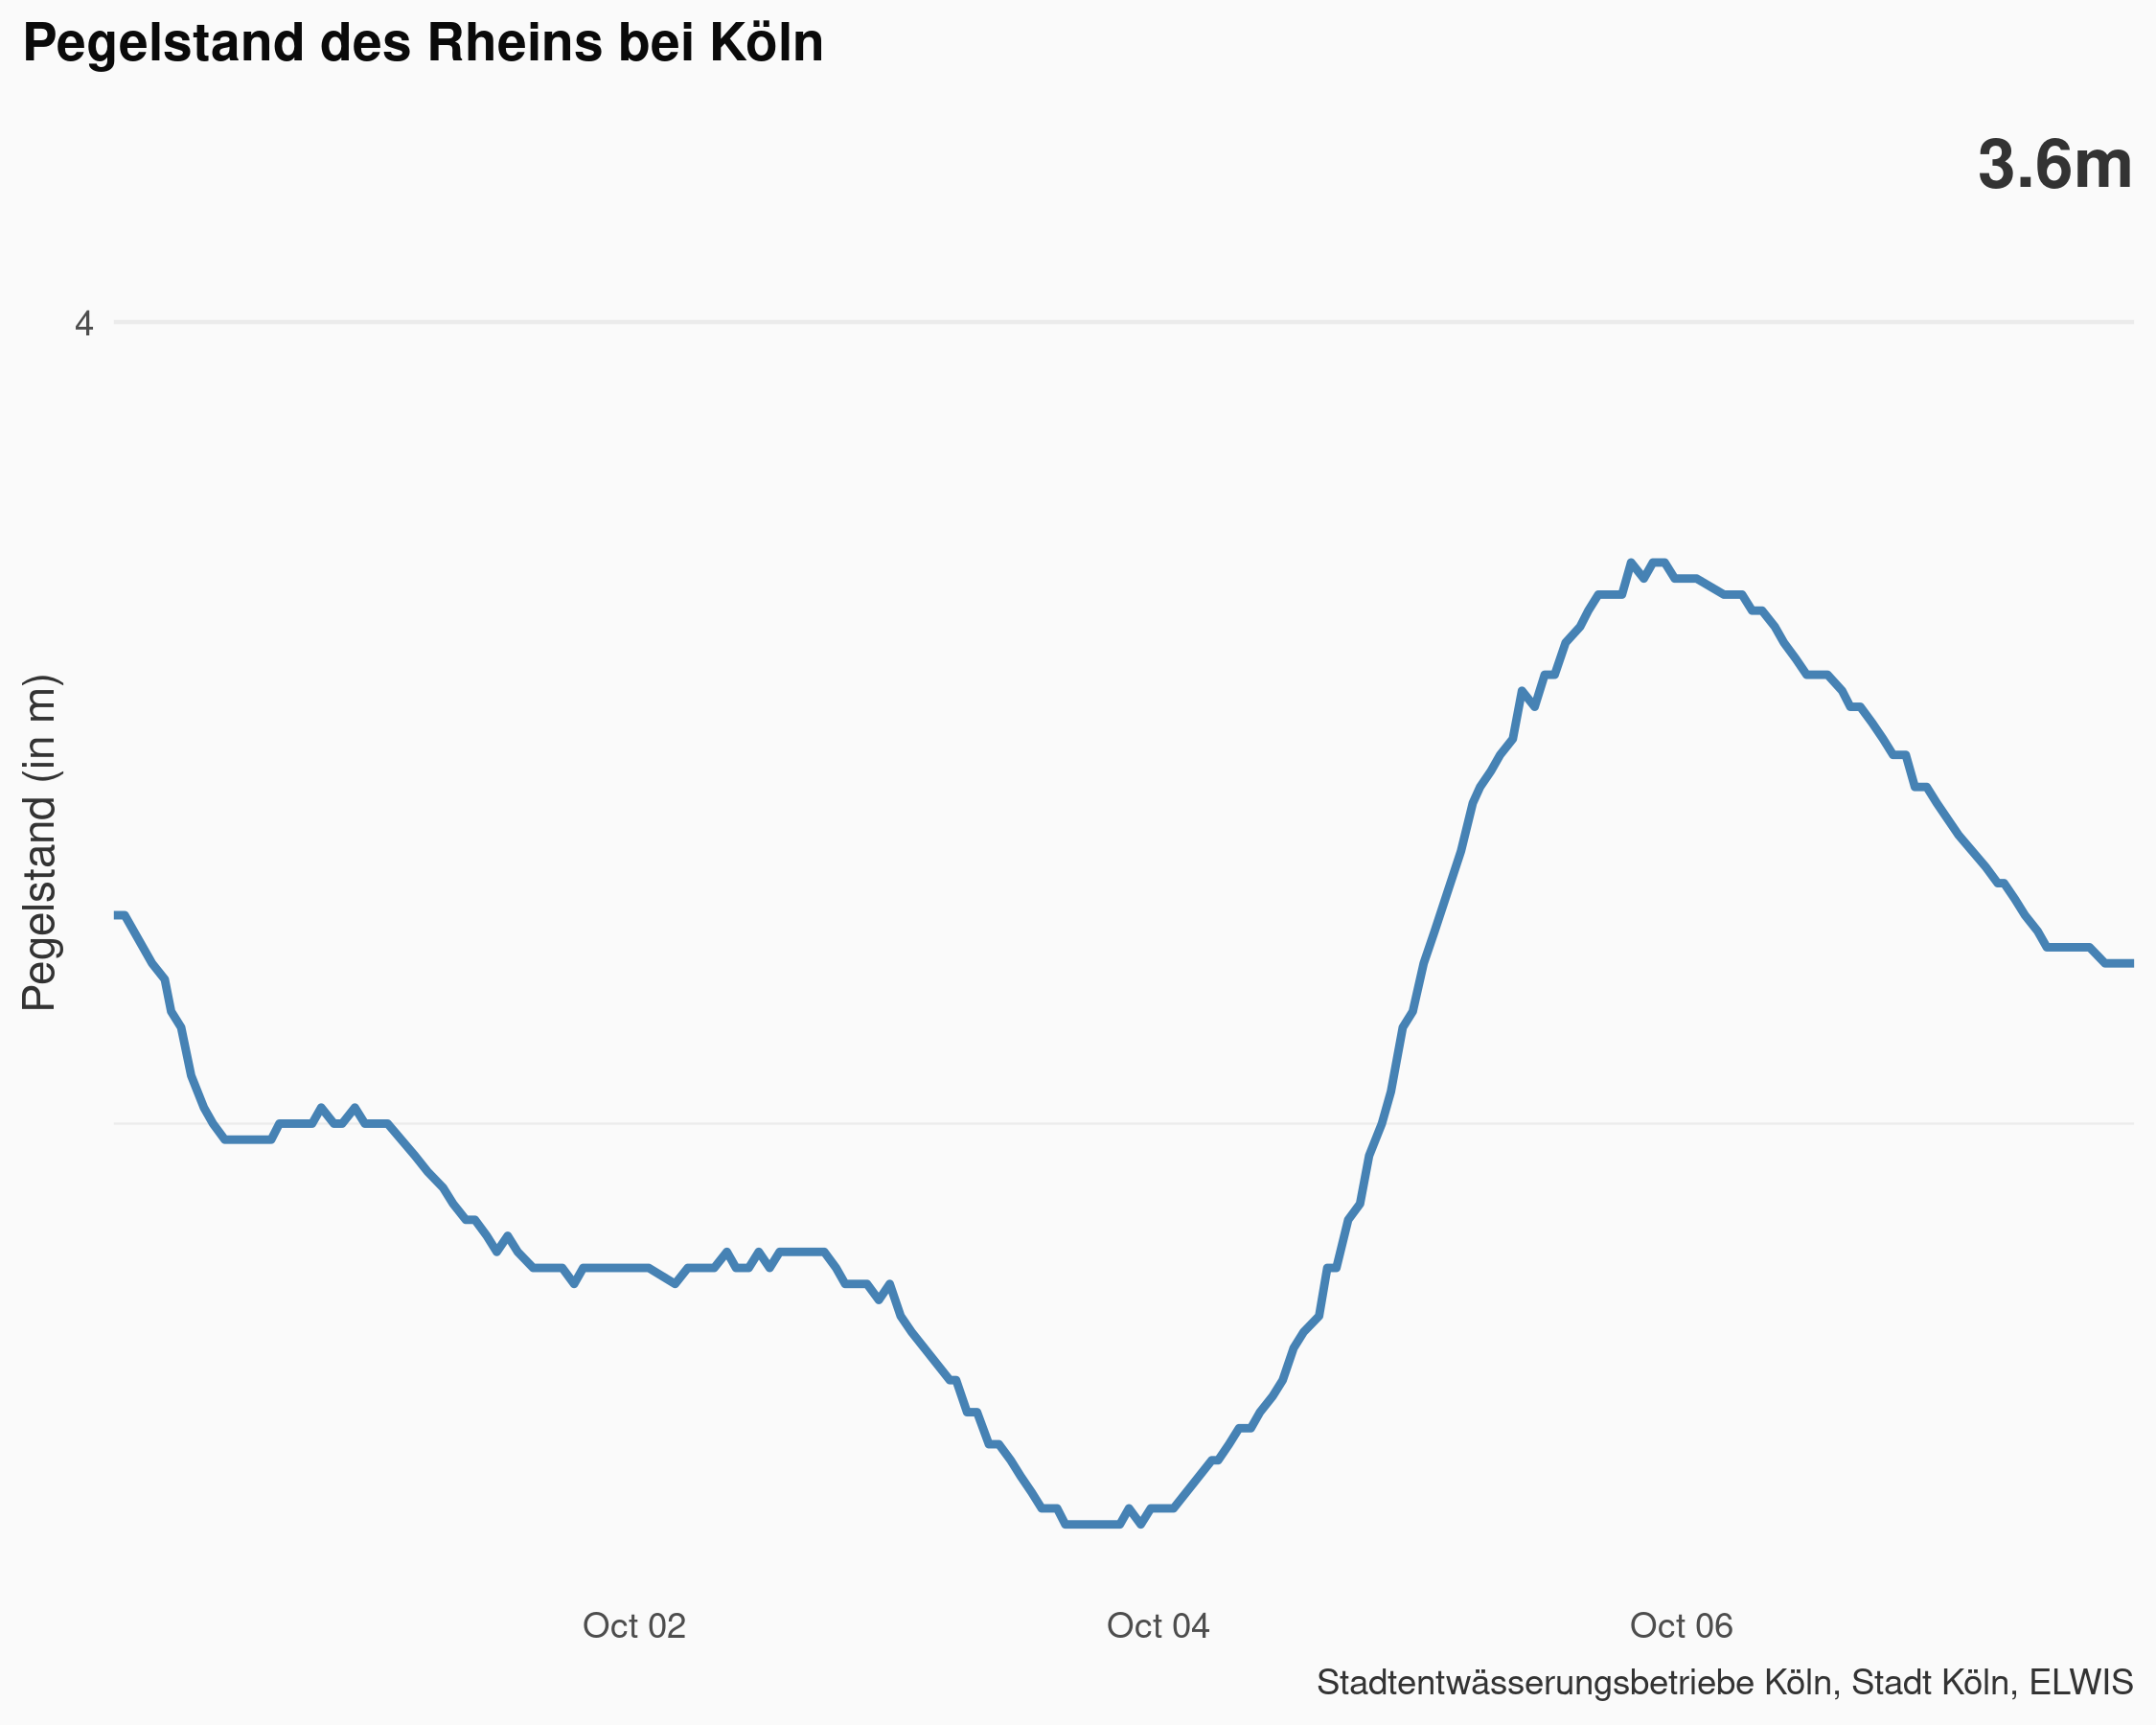 Pegelstand des Rheins bei Köln
3.6m
4
Pegelstand (in m)
Oct 02
Oct 04
Oct 06
Stadtentwässerungsbetriebe Köln, Stadt Köln, ELWIS